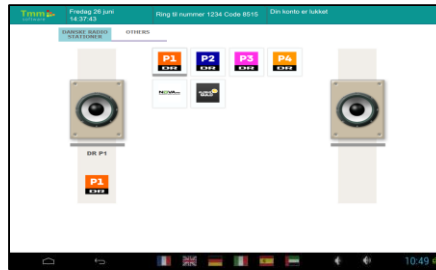 Tmm
Fredag 26 juni
14:37:43
Ring til nummer 1234 Code 8515
Din konto er lukket
DANSKE RADIO
STATIONER
OTHERS
P1
DR
P2
DR
P3
DR
P4
DR
NOVA
DR P1
P1
DR
10:49